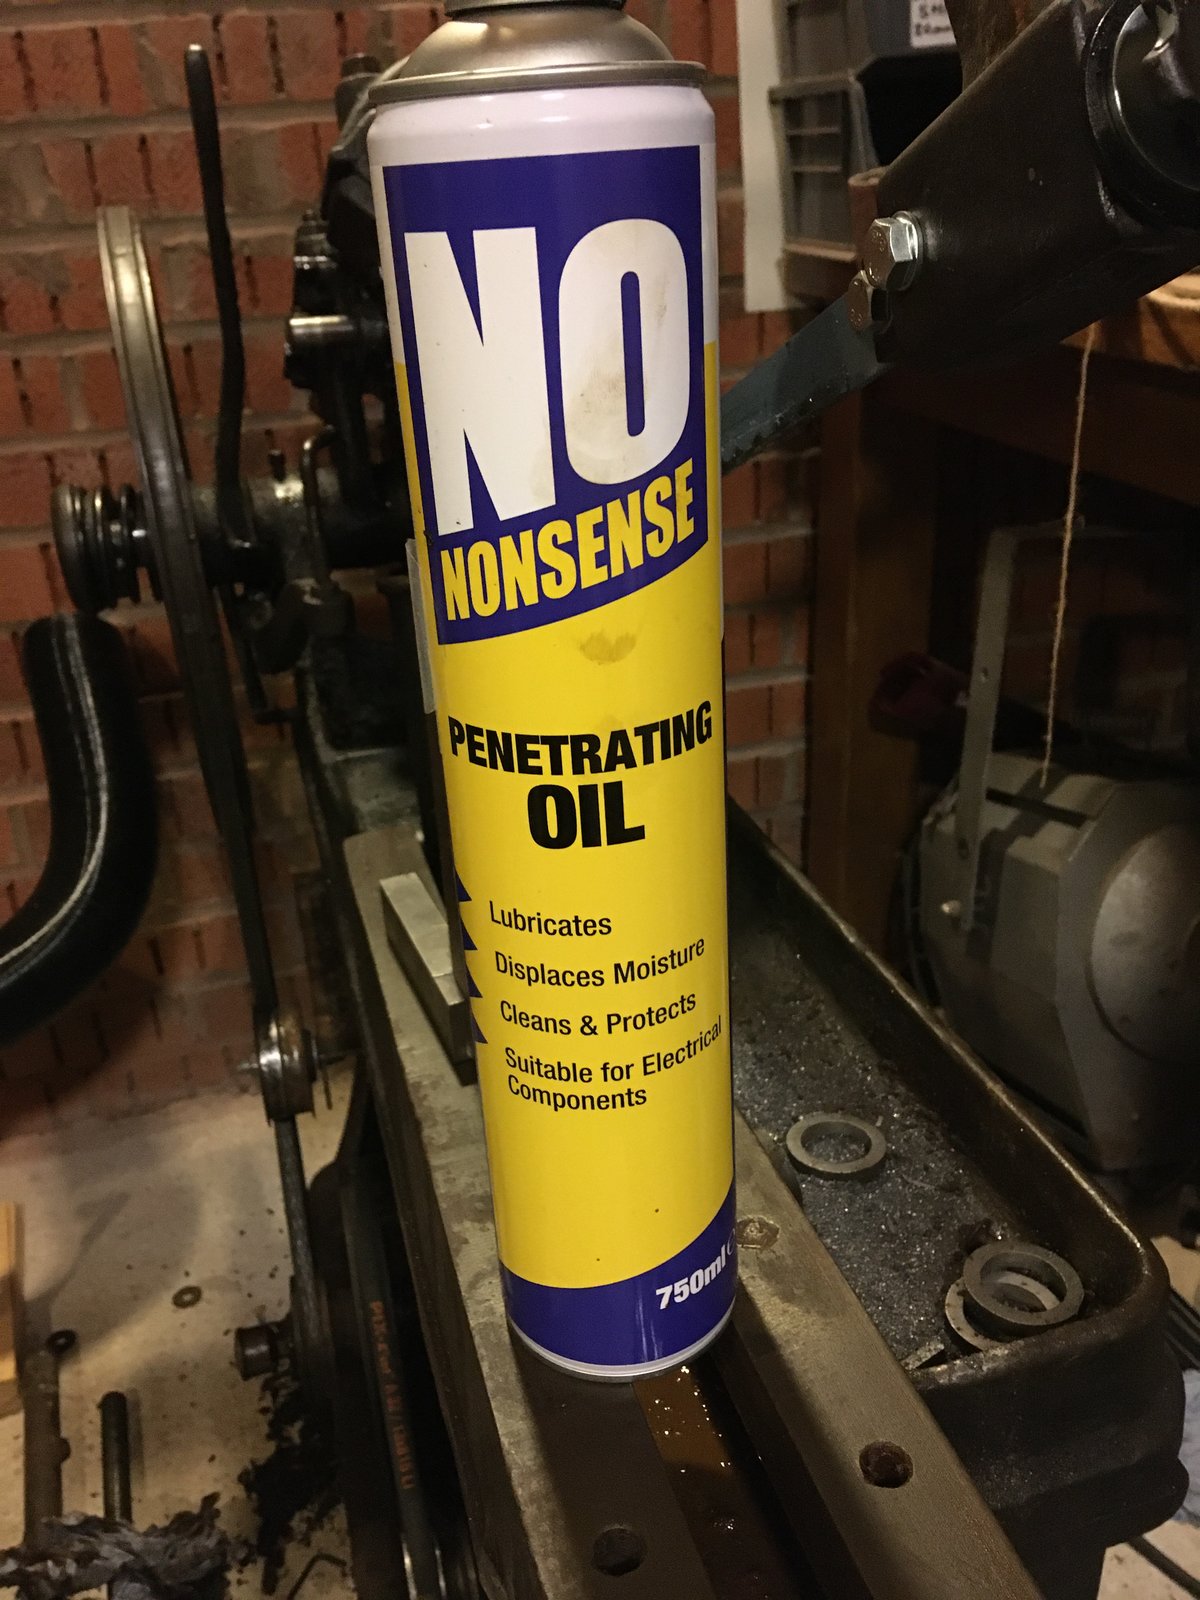 NO
NONSENSE
PENETRATING
OIL
Lubricates
Displaces Moisture
Cleans & Protects
Suitable for Electrical
Components
750ml